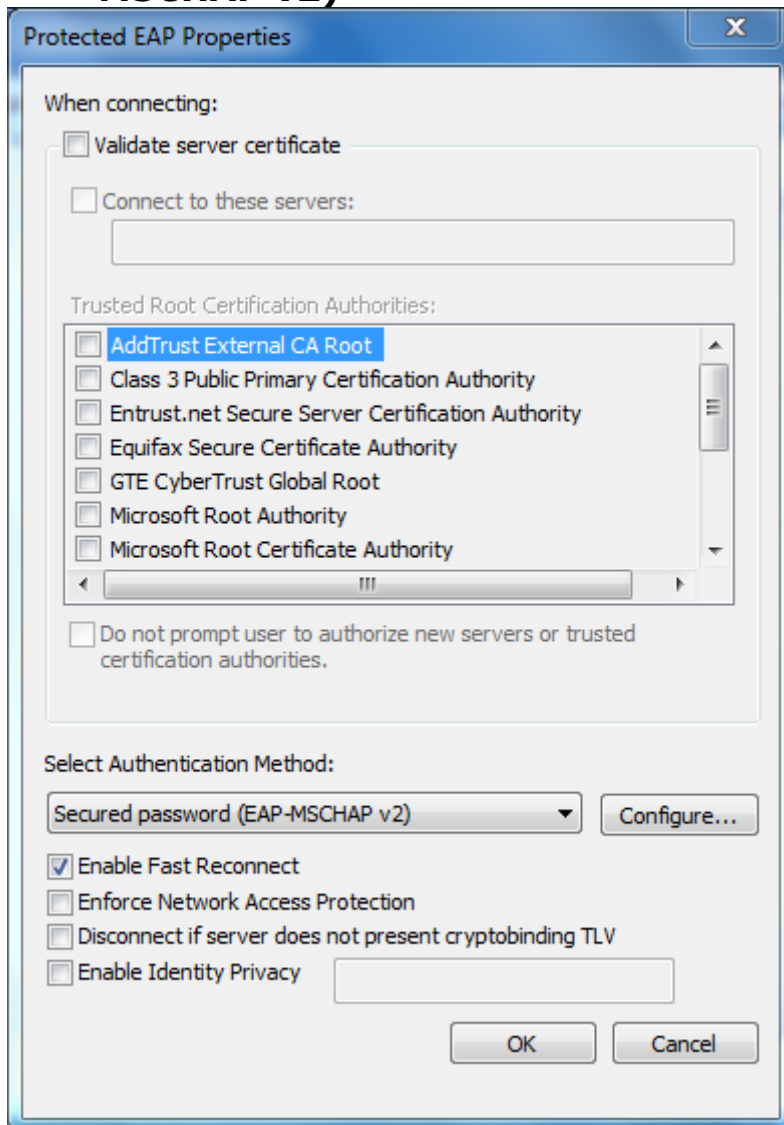 MSCHAP V2)
Protected EAP Properties
When connecting:
Validate server certificate
Connect to these servers:
Trusted Root Certification Authorities:
AddTrust External CA Root
Class 3 Public Primary Certification Authority
Entrust.net Secure Server Certification Authority
Equifax Secure Certificate Authority
GTE CyberTrust Global Root
Microsoft Root Authority
Microsoft Root Certificate Authority
Do not prompt user to authorize new servers or trusted
certification authorities.
Select Authentication Method:
Secured password (EAP-MSCHAP v2) Configure...
Enable Fast Reconnect
Enforce Network Access Protection
Disconnect if server does not present cryptobinding TLV
Enable Identity Privacy
OK Cancel